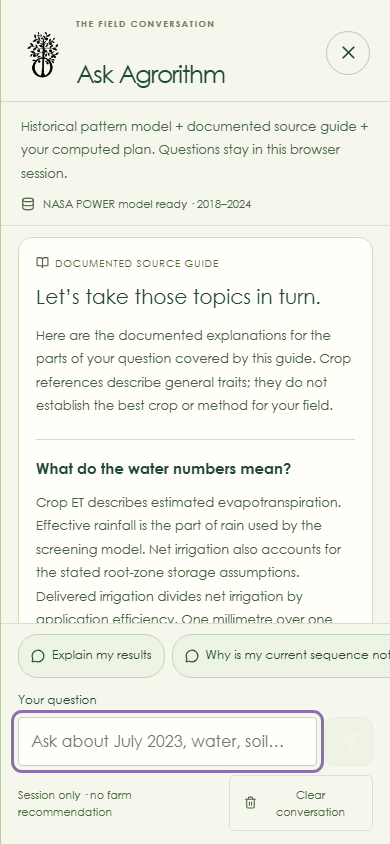 THE FIELD CONVERSATION
Ask Agrorithm
Historical pattern model + documented source guide +
your computed plan. Questions stay in this browser
session.
NASA POWER model ready · 2018–2024
DOCUMENTED SOURCE GUIDE
Let’s take those topics in turn.
Here are the documented explanations for the
parts of your question covered by this guide. Crop
references describe general traits; they do not
establish the best crop or method for your field.
What do the water numbers mean?
Crop ET describes estimated evapotranspiration.
Effective rainfall is the part of rain used by the
screening model. Net irrigation also accounts for
the stated root-zone storage assumptions.
Delivered irrigation divides net irrigation by
application efficiency. One millimetre over one
Explain my results
Why is my current sequence not
Your question
Ask about July 2023, water, soil…
Session only · no farm
recommendation
Clear
conversation